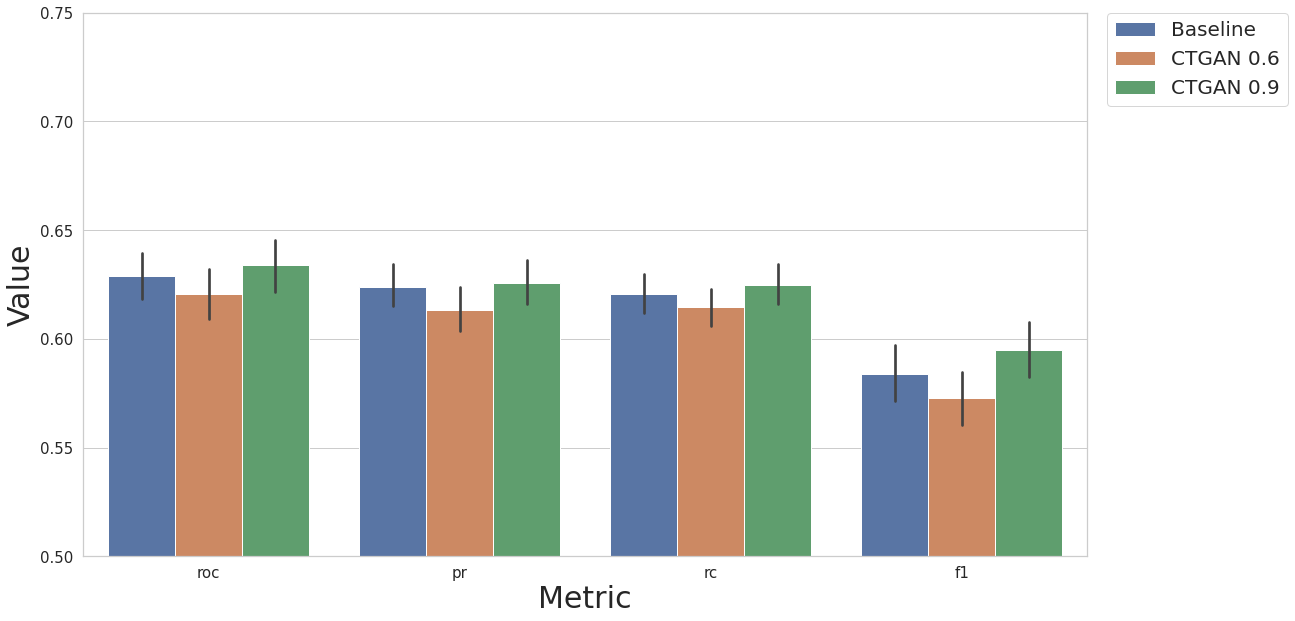 0.75
0.70
0.65
0.60
0.55
0.50
Value
roc
pr
rc
f1
Metric
Baseline
CTGAN 0.6
CTGAN 0.9